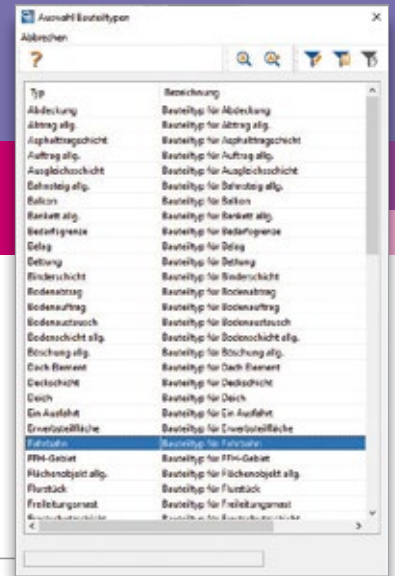 Auswahl Bauteiltypen
Abbrechen
Typ Bezeichnung
Abdeckung Bauteiltyp für Abdeckung
Abtrag allg. Bauteiltyp für Abtrag allg.
Asphalttragschicht Bauteiltyp für Asphalttragschicht
Auftrag allg. Bauteiltyp für Auftrag allg.
Ausgleichsschicht Bauteiltyp für Ausgleichsschicht
Bahnsteig allg. Bauteiltyp für Bahnsteig allg.
Balkon Bauteiltyp für Balkon
Bankett allg. Bauteiltyp für Bankett allg.
Bedarfsgrenze Bauteiltyp für Bedarfsgrenze
Belag Bauteiltyp für Belag
Bettung Bauteiltyp für Bettung
Binderschicht Bauteiltyp für Binderschicht
Bodenabtrag Bauteiltyp für Bodenabtrag
Bodenauftrag Bauteiltyp für Bodenauftrag
Bodenaustausch Bauteiltyp für Bodenaustausch
Bodenschicht allg. Bauteiltyp für Bodenschicht allg.
Böschung allg. Bauteiltyp für Böschung allg.
Dach Element Bauteiltyp für Dach Element
Deckschicht Bauteiltyp für Deckschicht
Deich Bauteiltyp für Deich
Ein Ausfahrt Bauteiltyp für Ein Ausfahrt
Erwerbsteilfläche Bauteiltyp für Erwerbsteilfläche
Fahrbahn Bauteiltyp für Fahrbahn
FFH-Gebiet Bauteiltyp für FFH-Gebiet
Flächenobjekt allg. Bauteiltyp für Flächenobjekt allg.
Flurstück Bauteiltyp für Flurstück
Freileitungsmast Bauteiltyp für Freileitungsmast
Frostschutzschicht Bauteiltyp für Frostschutzschicht